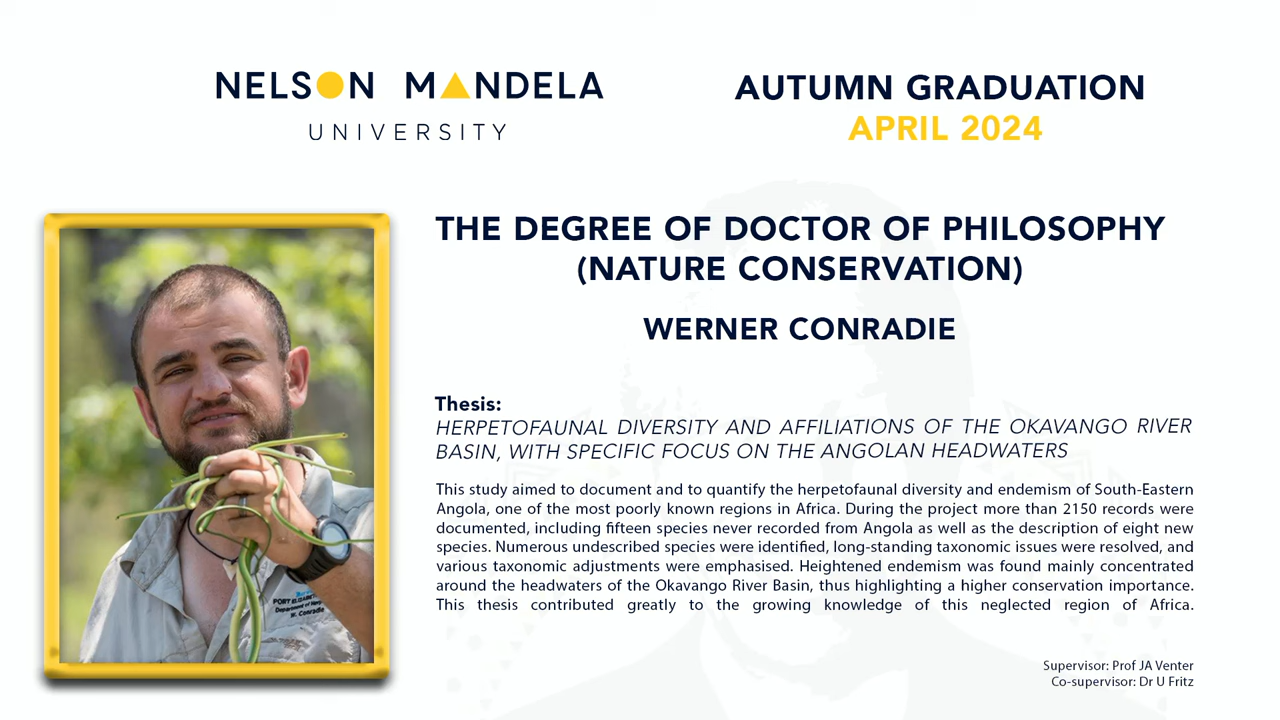 NELSON MANDELA
UNIVERSITY
AUTUMN GRADUATION
APRIL 2024
THE DEGREE OF DOCTOR OF PHILOSOPHY
(NATURE CONSERVATION)
WERNER CONRADIE
Thesis:
HERPETOFAUNAL DIVERSITY AND AFFILIATIONS OF THE OKAVANGO RIVER
BASIN, WITH SPECIFIC FOCUS ON THE ANGOLAN HEADWATERS
This study aimed to document and to quantify the herpetofaunal diversity and endemism of South-Eastern
Angola, one of the most poorly known regions in Africa. During the project more than 2150 records were
documented, including fifteen species never recorded from Angola as well as the description of eight new
species. Numerous undescribed species were identified, long-standing taxonomic issues were resolved, and
various taxonomic adjustments were emphasised. Heightened endemism was found mainly concentrated
around the headwaters of the Okavango River Basin, thus highlighting a higher conservation importance.
This thesis contributed greatly to the growing knowledge of this neglected region of Africa.
PORT
Department of
W. Conradie
Supervisor: Prof JA Venter
Co-supervisor: Dr U Fritz